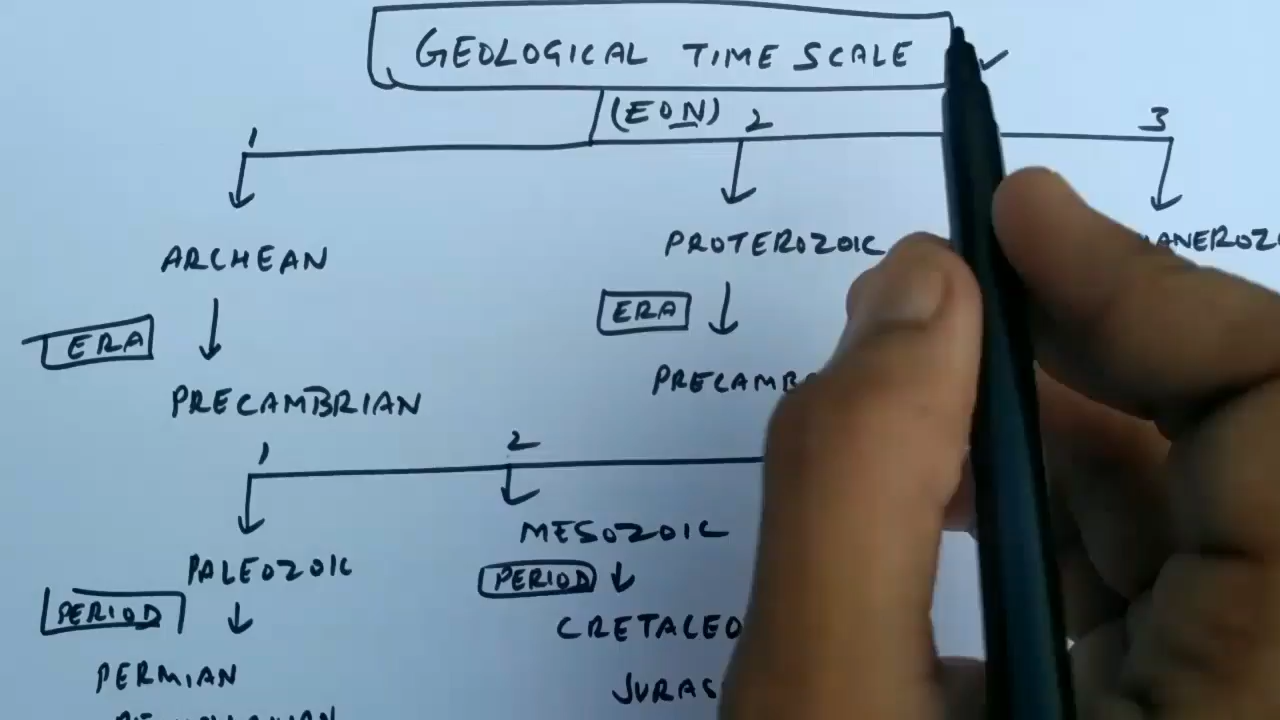 GEOLOGICAL TIME SCALE
(EON)
1 2 3
ARCHEAN PROTEROZOIC
ERA ERA
PRECAMBRIAN
1 2
PALEOZOIC MESOZOIC
PERIOD PERIOD
PERMIAN